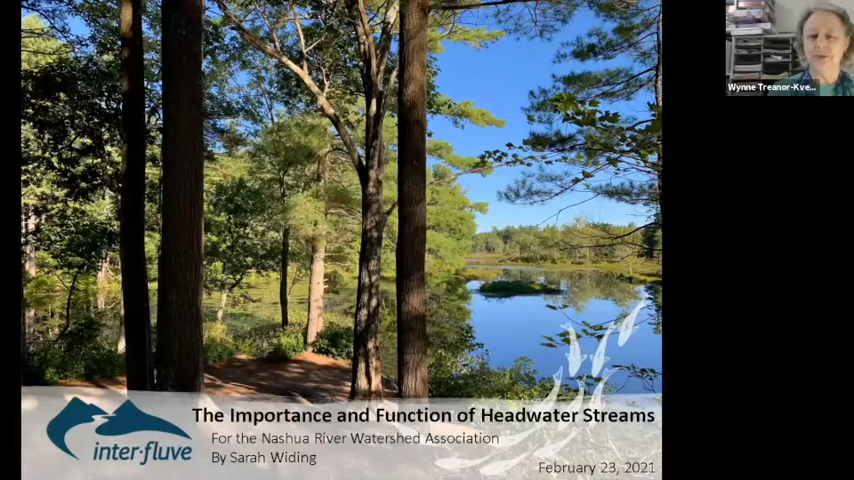 Wynne Treanor-Kve...
The Importance and Function of Headwater Streams
For the Nashua River Watershed Association
By Sarah Widing
inter-fluve
February 23, 2021